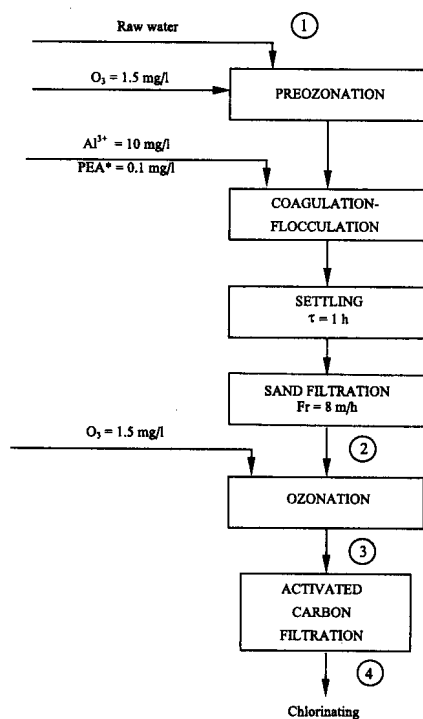 Raw water
①
O₃ = 1.5 mg/l
PREOZONATION
Al³⁺ = 10 mg/l
PEA* = 0.1 mg/l
COAGULATION-
FLOCCULATION
SETTLING
τ = 1 h
SAND FILTRATION
Fr = 8 m/h
②
O₃ = 1.5 mg/l
OZONATION
③
ACTIVATED
CARBON
FILTRATION
④
Chlorinating